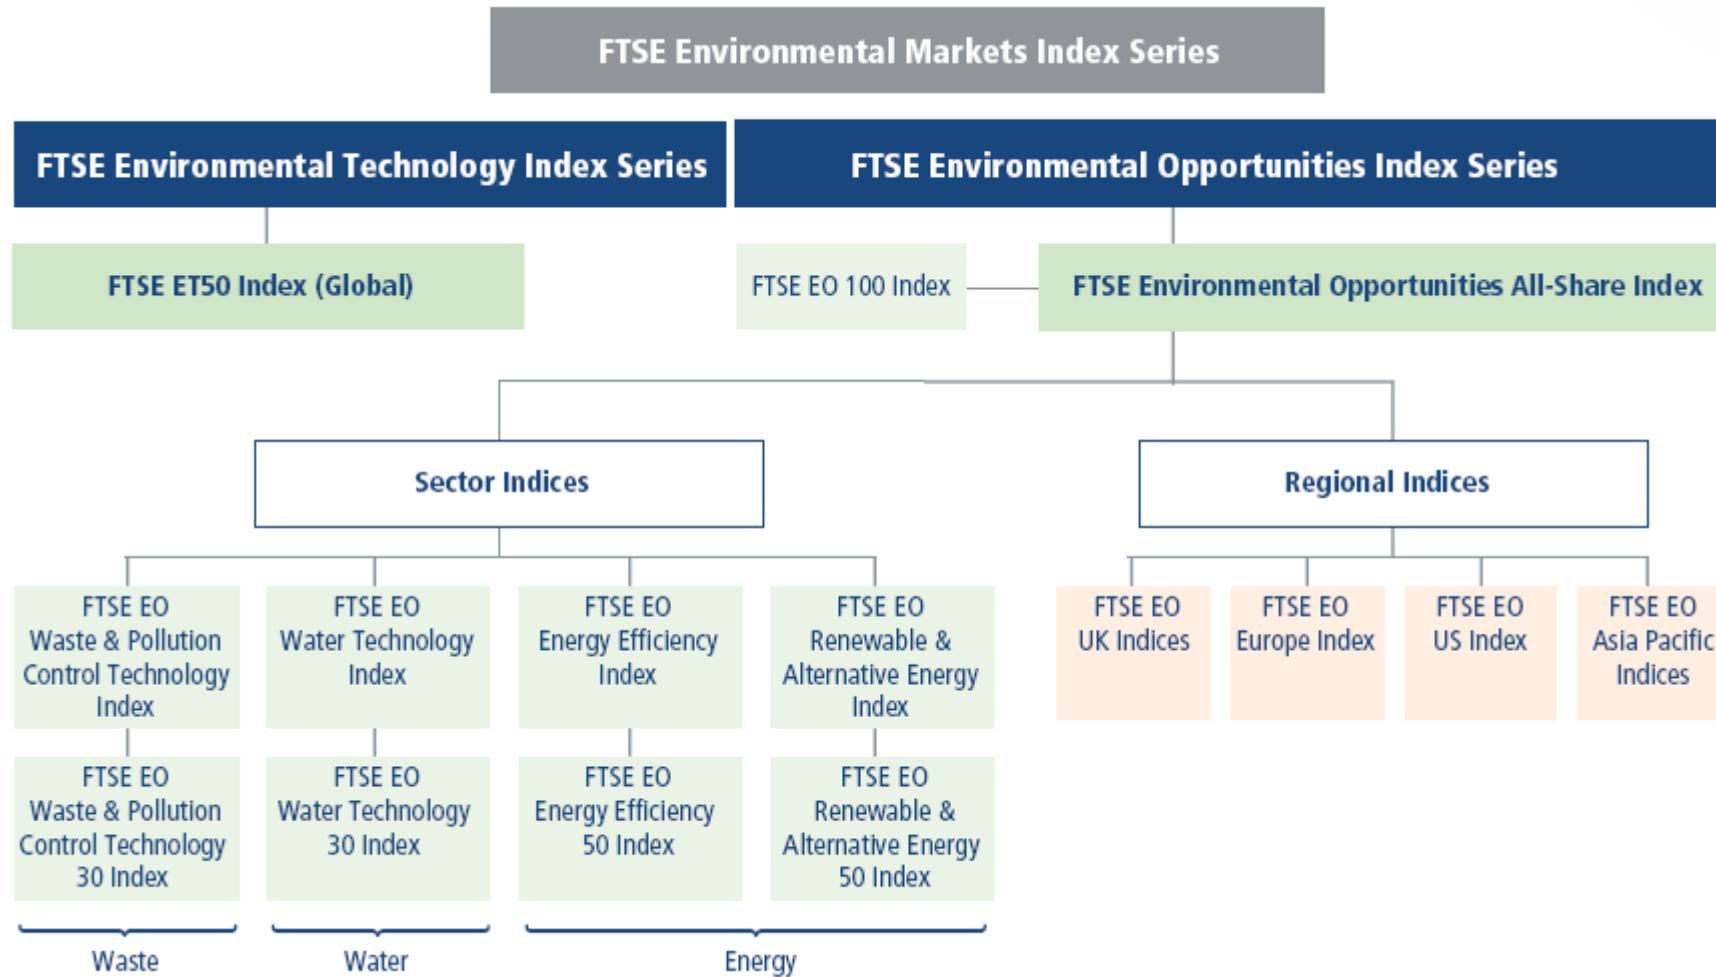 FTSE Environmental Markets Index Series
FTSE Environmental Technology Index Series
FTSE Environmental Opportunities Index Series
FTSE ET50 Index (Global)
FTSE EO 100 Index
FTSE Environmental Opportunities All-Share Index
Sector Indices
Regional Indices
FTSE EO
Waste & Pollution
Control Technology
Index
FTSE EO
Water Technology
Index
FTSE EO
Energy Efficiency
Index
FTSE EO
Renewable &
Alternative Energy
Index
FTSE EO
UK Indices
FTSE EO
Europe Index
FTSE EO
US Index
FTSE EO
Asia Pacific
Indices
FTSE EO
Waste & Pollution
Control Technology
30 Index
FTSE EO
Water Technology
30 Index
FTSE EO
Energy Efficiency
50 Index
FTSE EO
Renewable &
Alternative Energy
50 Index
Waste
Water
Energy